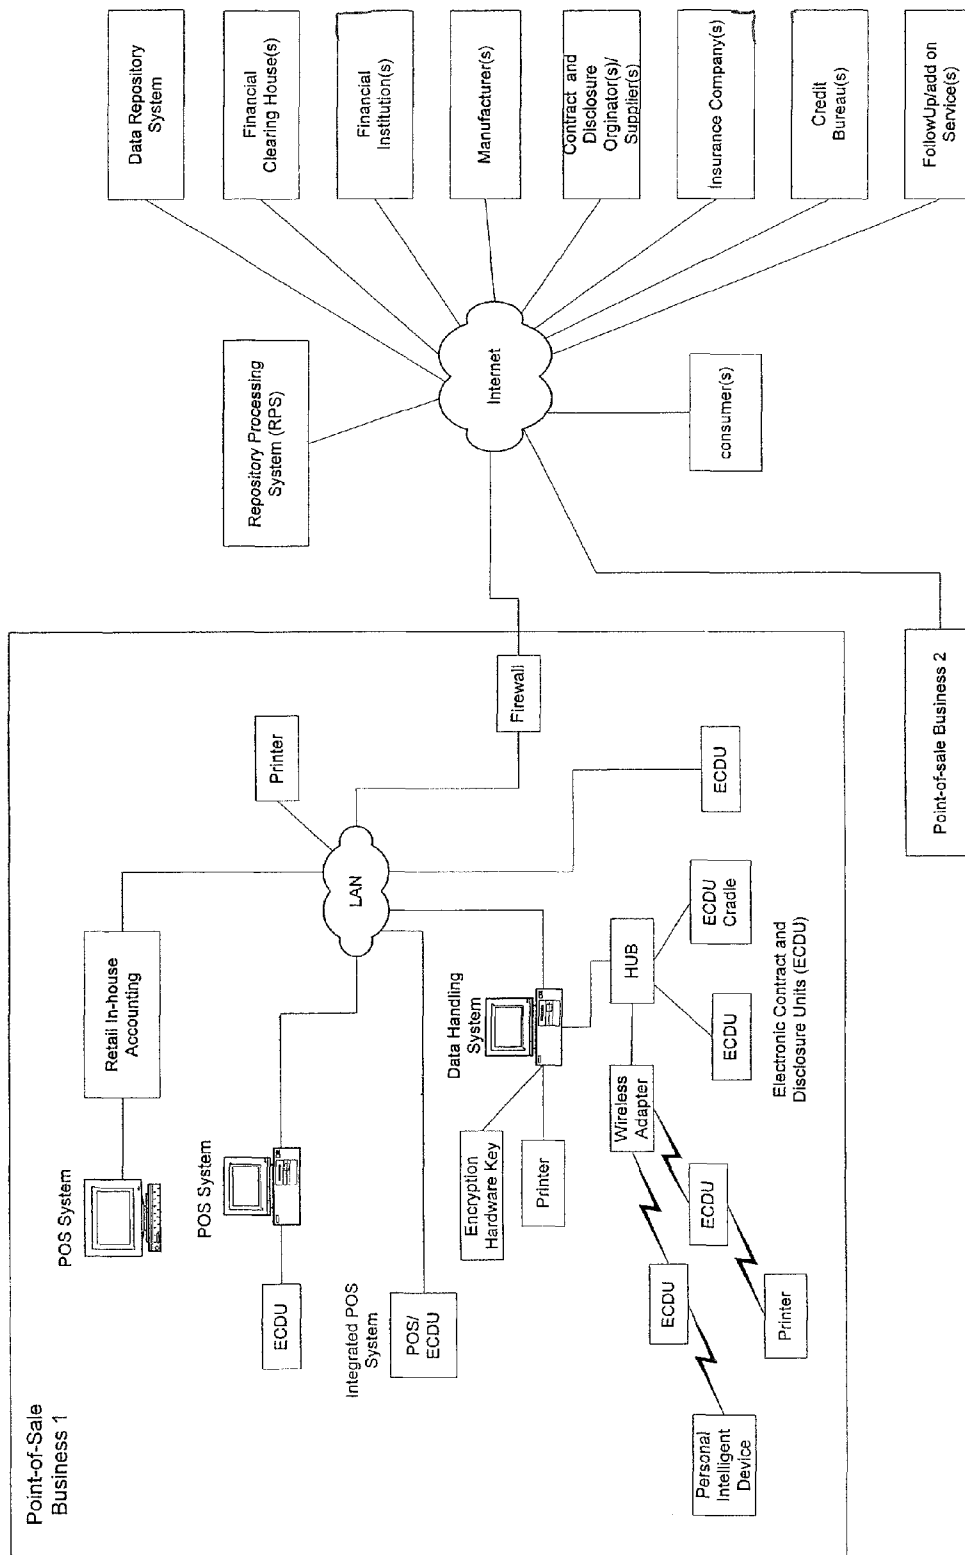 Point-of-Sale
Business 1
POS System
Retail In-house
Accounting
Printer
POS System
ECDU
LAN
Firewall
Integrated POS
System
POS/
ECDU
Data Handling
System
Encryption
Hardware Key
Printer
HUB
Wireless
Adapter
ECDU
ECDU
Cradle
ECDU
Electronic Contract and
Disclosure Units (ECDU)
ECDU
ECDU
Printer
Personal
Intelligent
Device
Point-of-sale Business 2
Repository Processing
System (RPS)
Internet
consumer(s)
Data Repository
System
Financial
Clearing House(s)
Financial
Institution(s)
Manufacturer(s)
Contract and
Disclosure
Orginator(s)/
Supplier(s)
Insurance Company(s)
Credit
Bureau(s)
FollowUp/add on
Service(s)